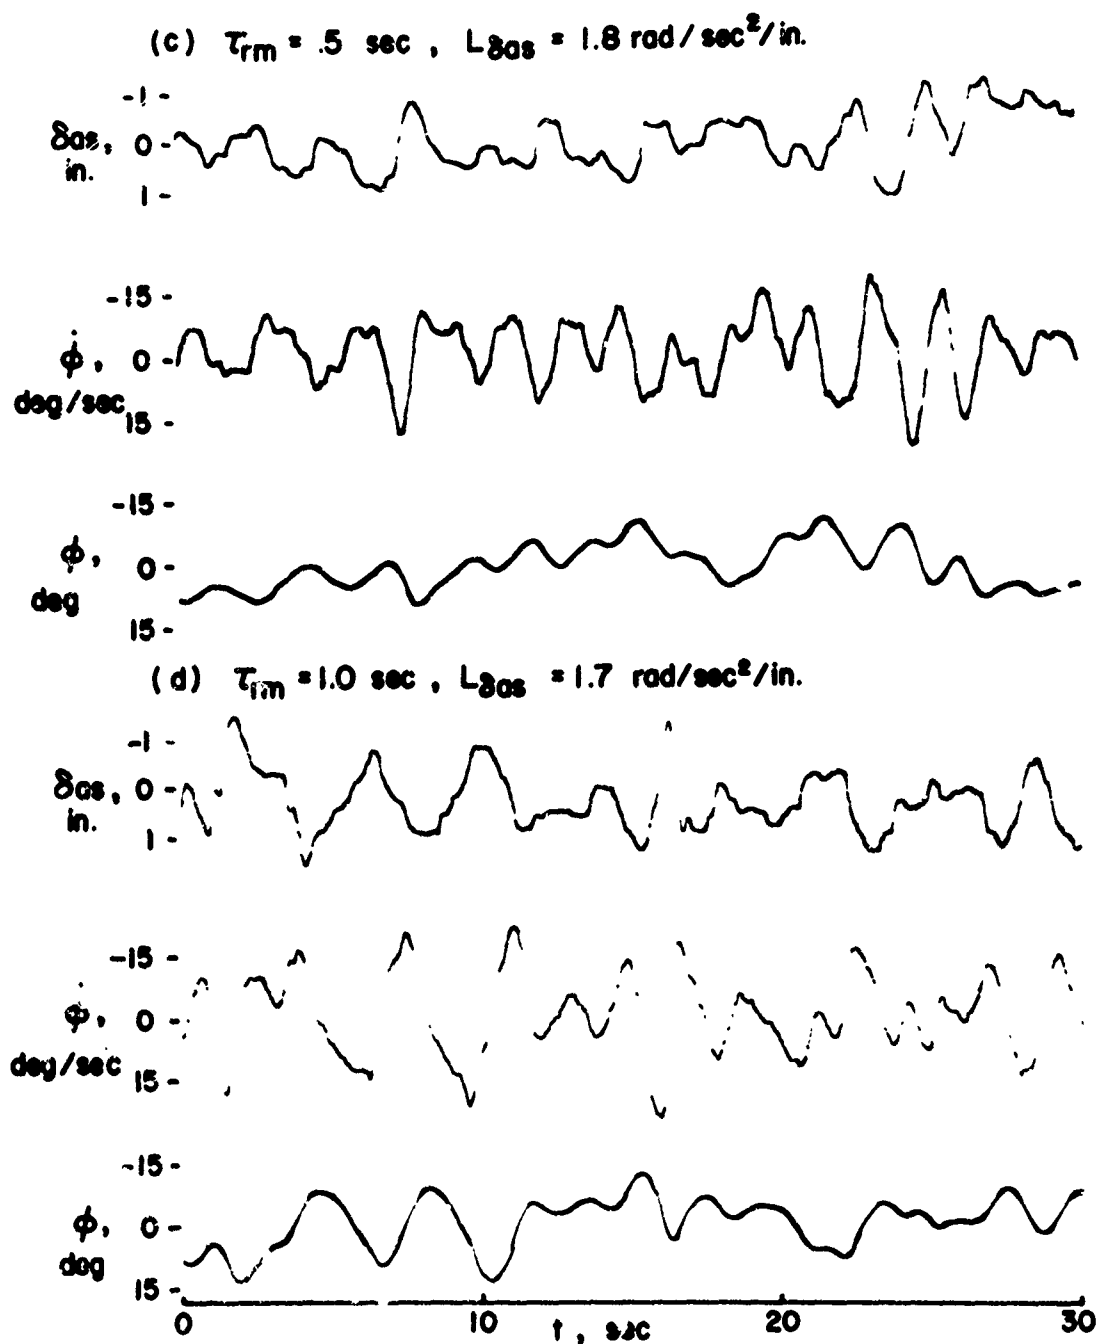 (c) τrm = .5 sec , Lδas = 1.8 rad/sec²/in.
-1 -
δas, 0 -
in.
1 -
-15 -
φ̇, 0 -
deg/sec
15 -
-15 -
φ, 0 -
deg
15 -
(d) τrm = 1.0 sec , Lδas = 1.7 rad/sec²/in.
-1 -
δas, 0 -
in.
1 -
-15 -
φ̇, 0 -
deg/sec
15 -
-15 -
φ, 0 -
deg
15 -
0 10 20 30
t , sec